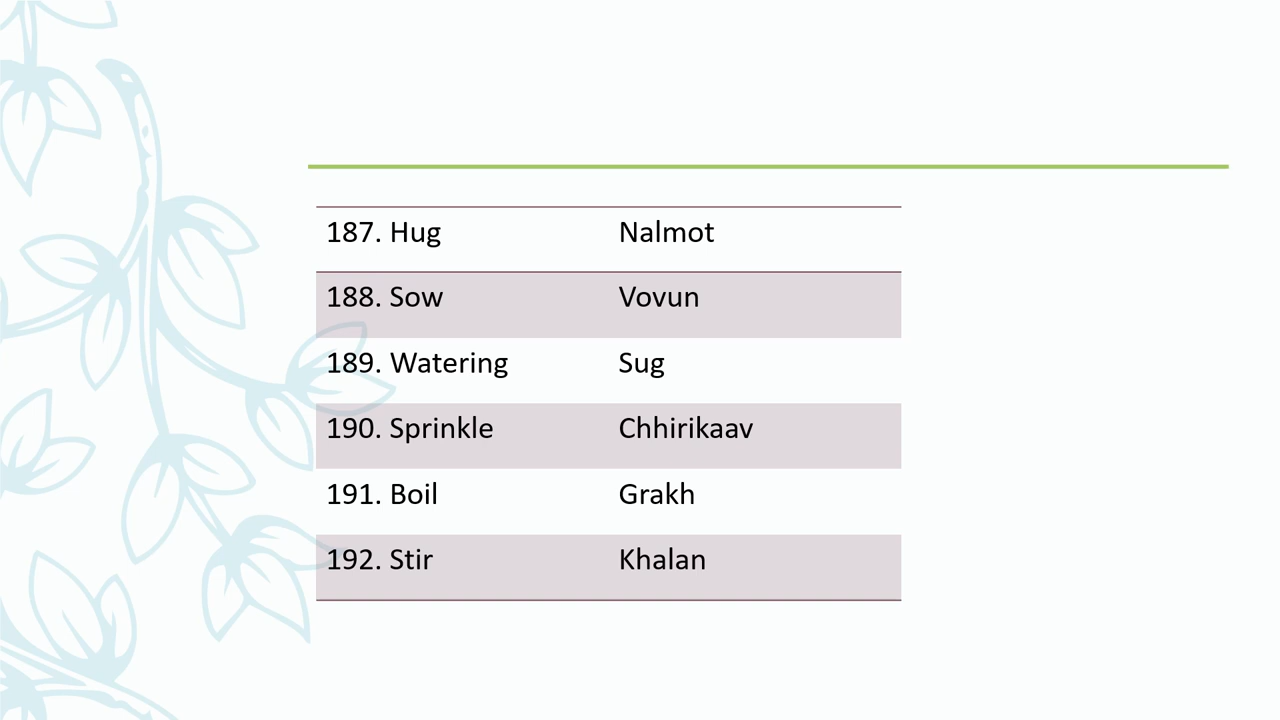 187. Hug Nalmot
188. Sow Vovun
189. Watering Sug
190. Sprinkle Chhirikaav
191. Boil Grakh
192. Stir Khalan